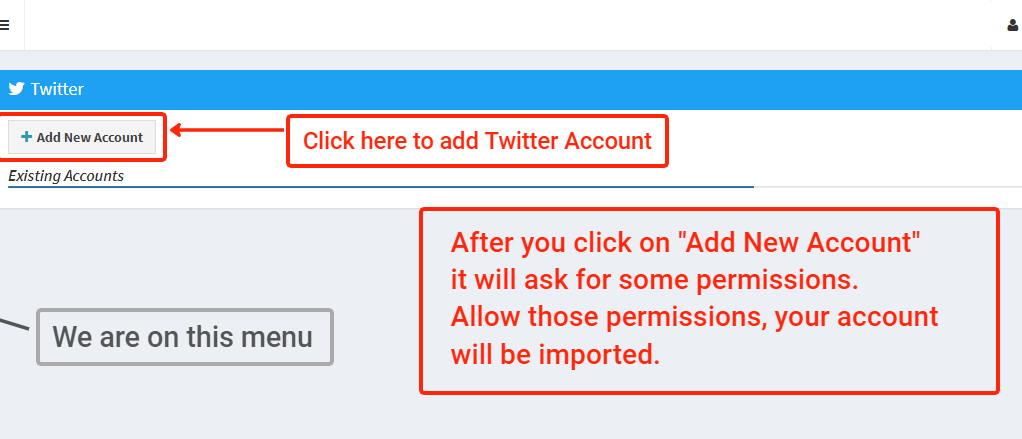 Twitter
+ Add New Account
Click here to add Twitter Account
Existing Accounts
After you click on "Add New Account"
it will ask for some permissions.
Allow those permissions, your account
will be imported.
We are on this menu